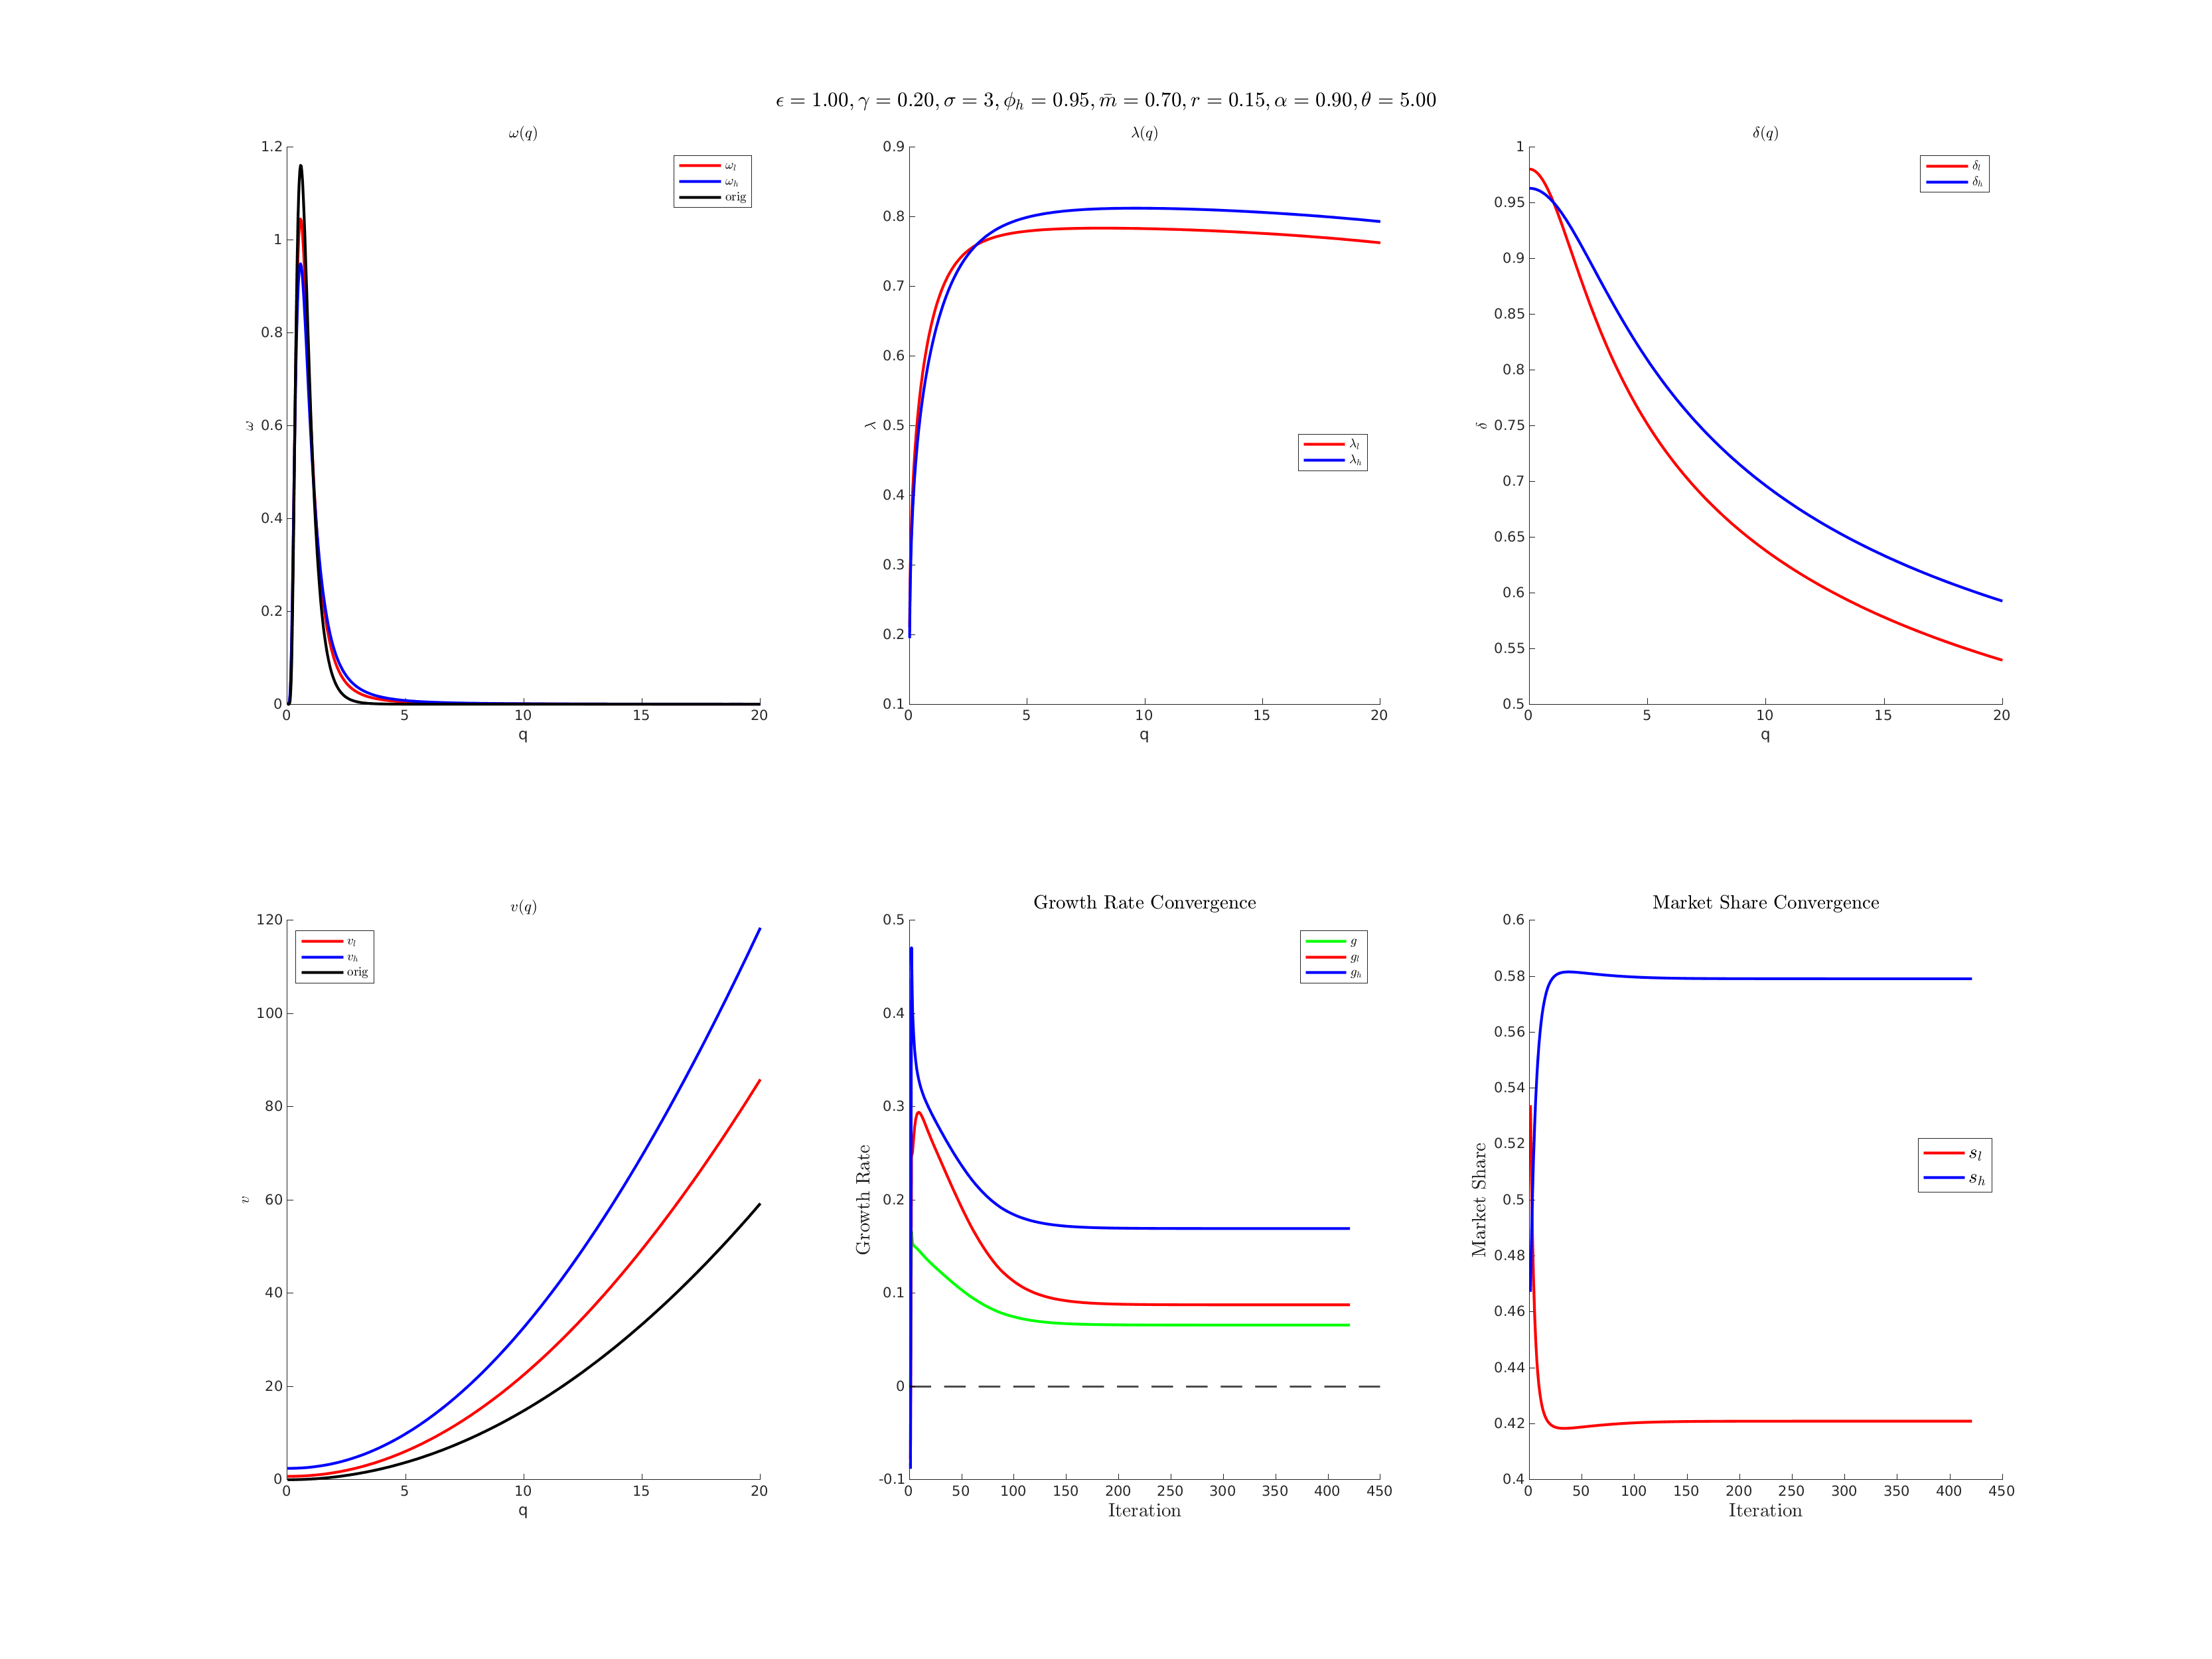 ϵ = 1.00, γ = 0.20, σ = 3, ϕ_h = 0.95, m̄ = 0.70, r = 0.15, α = 0.90, θ = 5.00
ω(q)
1.2
1
0.8
0.6
0.4
0.2
0
ω
0 5 10 15 20
q
ω_l
ω_h
orig
λ(q)
0.9
0.8
0.7
0.6
0.5
0.4
0.3
0.2
0.1
λ
0 5 10 15 20
q
λ_l
λ_h
δ(q)
1
0.95
0.9
0.85
0.8
0.75
0.7
0.65
0.6
0.55
0.5
δ
0 5 10 15 20
q
δ_l
δ_h
v(q)
120
100
80
60
40
20
0
v
0 5 10 15 20
q
v_l
v_h
orig
Growth Rate Convergence
0.5
0.4
0.3
0.2
0.1
0
-0.1
Growth Rate
0 50 100 150 200 250 300 350 400 450
Iteration
g
g_l
g_h
Market Share Convergence
0.6
0.58
0.56
0.54
0.52
0.5
0.48
0.46
0.44
0.42
0.4
Market Share
0 50 100 150 200 250 300 350 400 450
Iteration
s_l
s_h